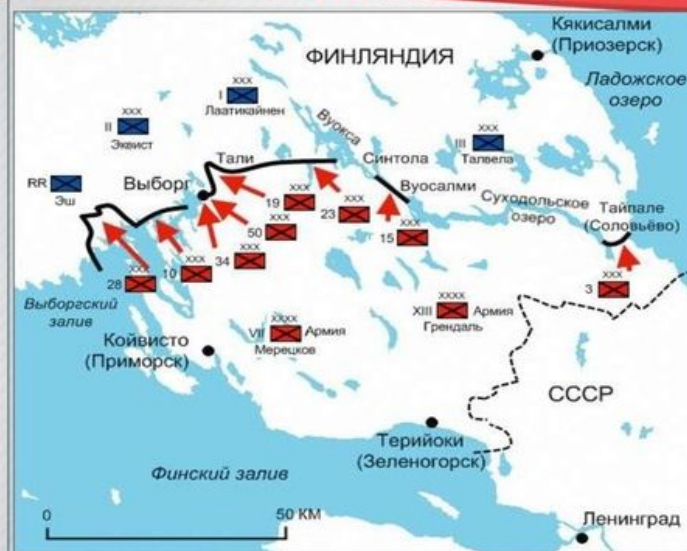 Кякисалми
(Приозерск)
ФИНЛЯНДИЯ
Ладожское
озеро
XXX
I
Лаатикайнен
XXX
II
Эквист
Вуокса
XXX
III
Талвела
Тали
Синтола
RR
Эш
Выборг
Вуосалми
XXX
19
XXX
23
Суходольское
озеро
Тайпале
(Соловьёво)
XXX
50
XXX
15
XXX
34
XXX
10
XXX
28
XXX
3
Выборгский
залив
XXXX
VII
Армия
Мерецков
XXXX
XIII
Армия
Грендаль
Койвисто
(Приморск)
СССР
Терийоки
(Зеленогорск)
Финский залив
0
50 КМ
Ленинград